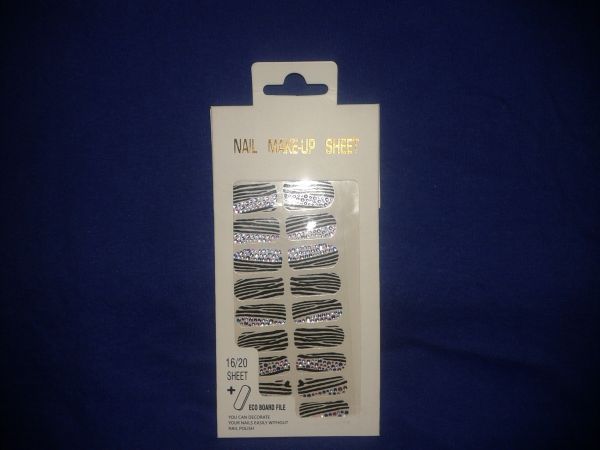 NAIL MAKE-UP SHEET
16/20
SHEET
+
ECO BOARD FILE
YOU CAN DECORATE
YOUR NAILS EASILY WITHOUT
NAIL POLISH